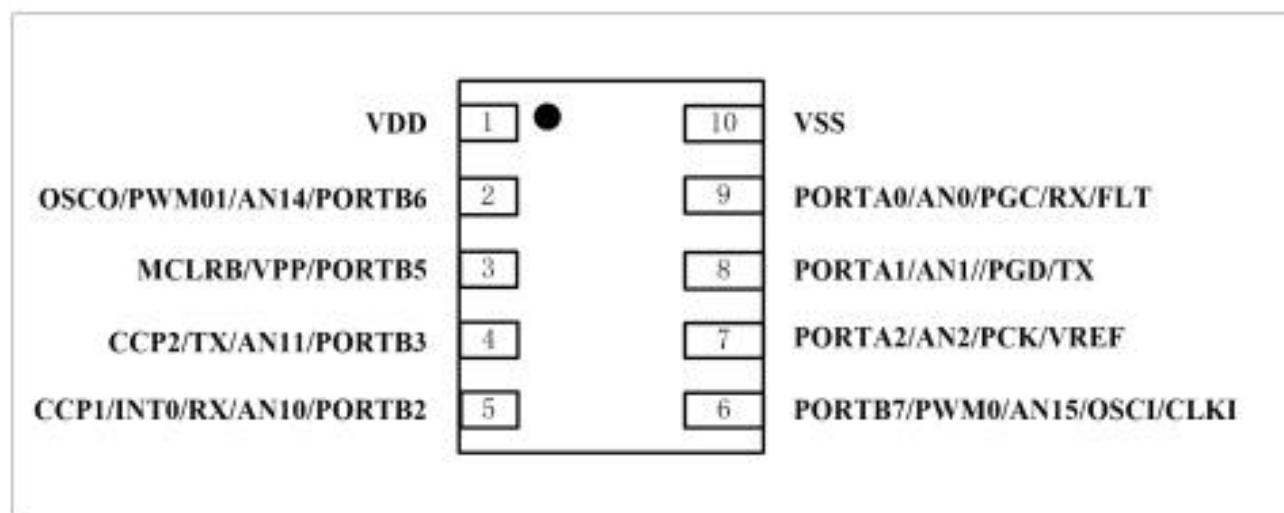 VDD 1 10 VSS
OSCO/PWM01/AN14/PORTB6 2 9 PORTA0/AN0/PGC/RX/FLT
MCLRB/VPP/PORTB5 3 8 PORTA1/AN1//PGD/TX
CCP2/TX/AN11/PORTB3 4 7 PORTA2/AN2/PCK/VREF
CCP1/INT0/RX/AN10/PORTB2 5 6 PORTB7/PWM0/AN15/OSCI/CLKI